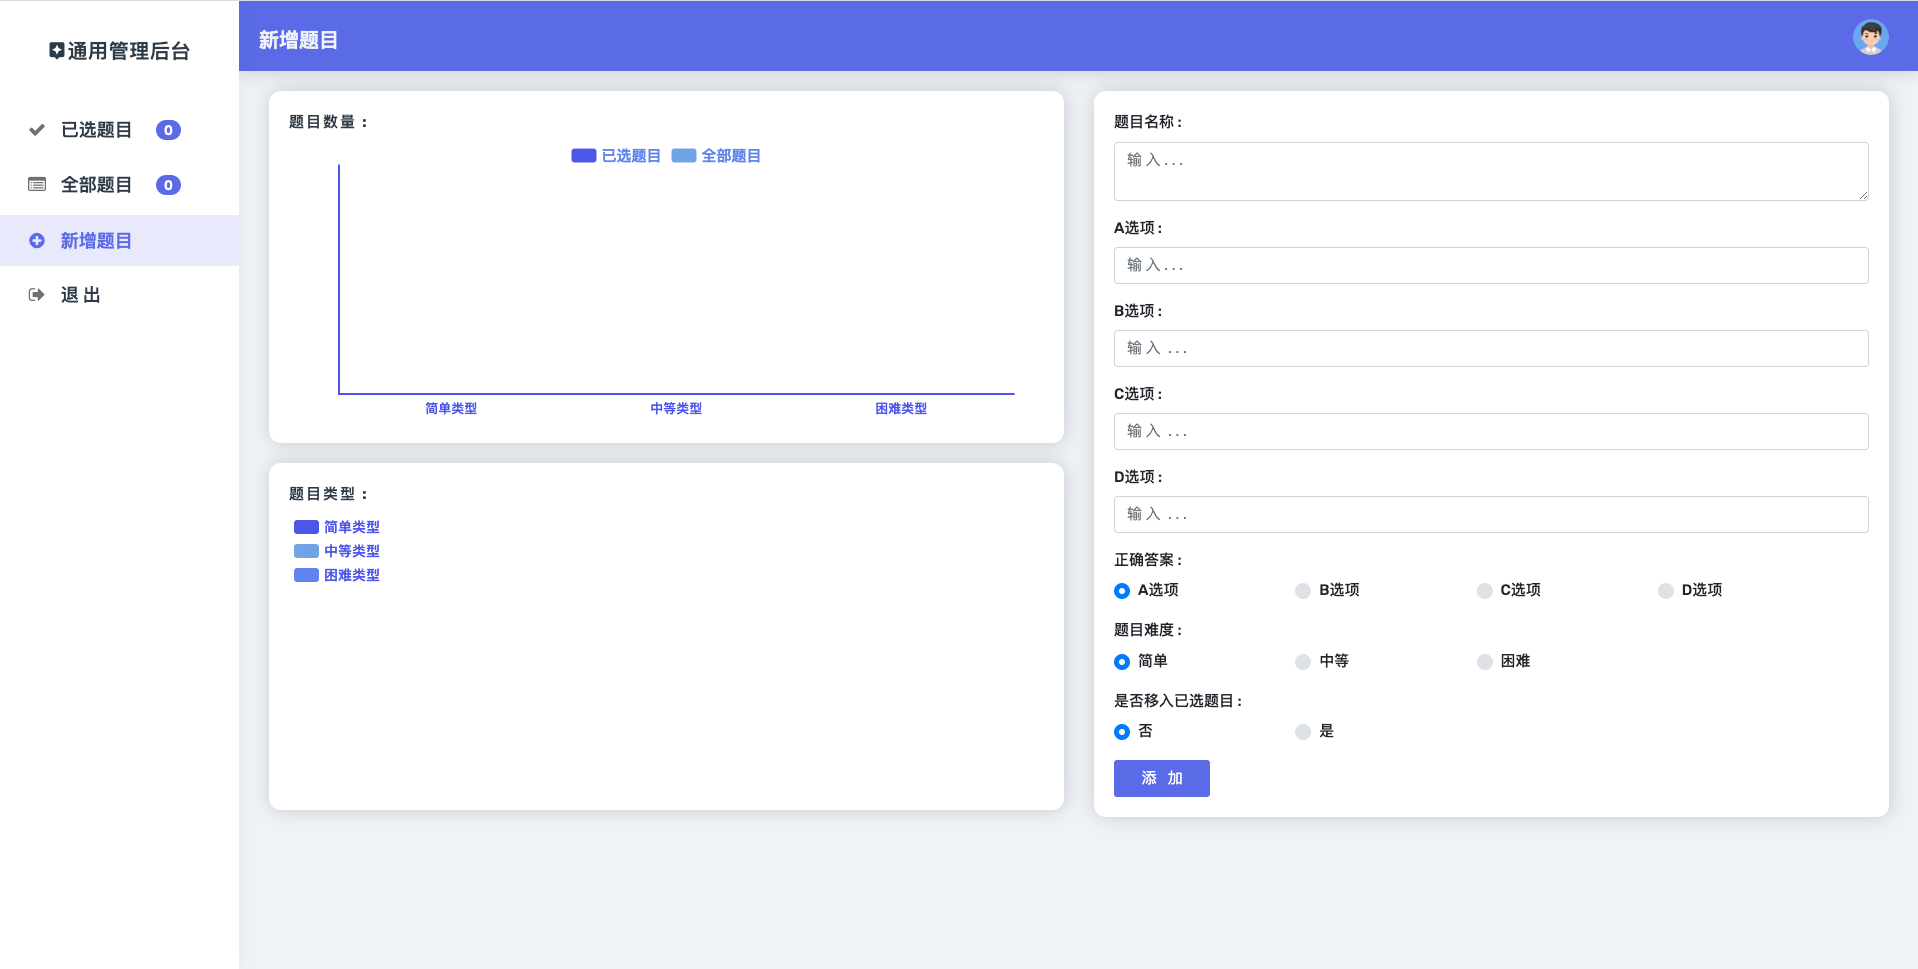 通用管理后台
已选题目 0
全部题目 0
新增题目
退 出
新增题目
题目数量 :
已选题目 全部题目
简单类型 中等类型 困难类型
题目类型 :
简单类型
中等类型
困难类型
题目名称 :
输 入 . . .
A选项 :
输 入 . . .
B选项 :
输 入 . . .
C选项 :
输 入 . . .
D选项 :
输 入 . . .
正确答案 :
A选项 B选项 C选项 D选项
题目难度 :
简单 中等 困难
是否移入已选题目 :
否 是
添 加